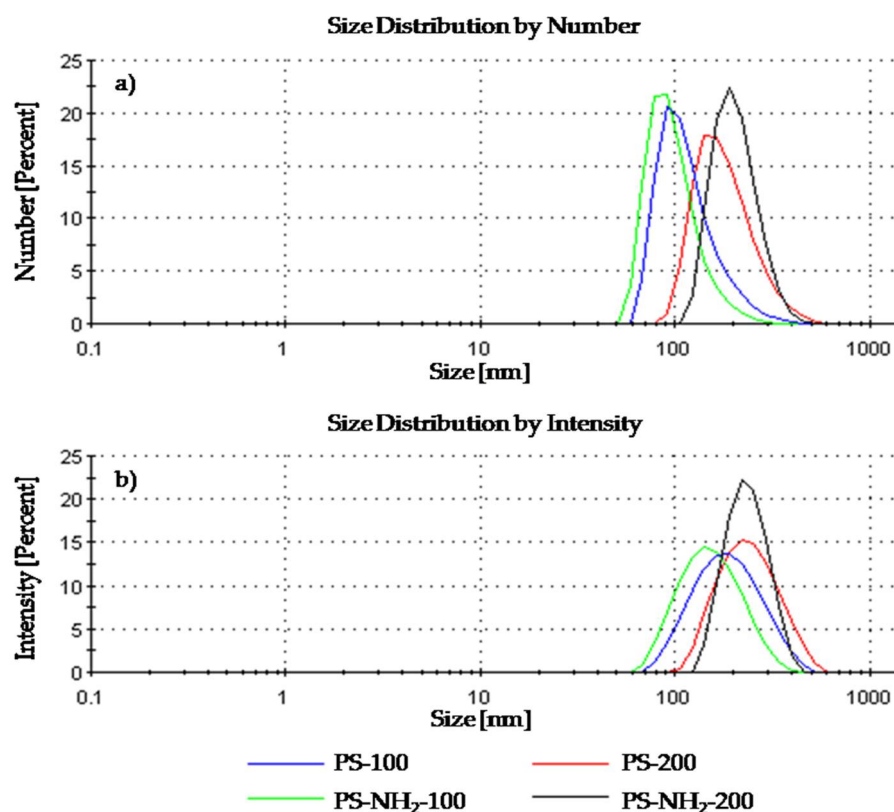 Size Distribution by Number
a)
Number [Percent]
25
20
15
10
5
0
0.1 1 10 100 1000
Size [nm]
Size Distribution by Intensity
b)
Intensity [Percent]
25
20
15
10
5
0
0.1 1 10 100 1000
Size [nm]
PS-100 PS-200
PS-NH₂-100 PS-NH₂-200